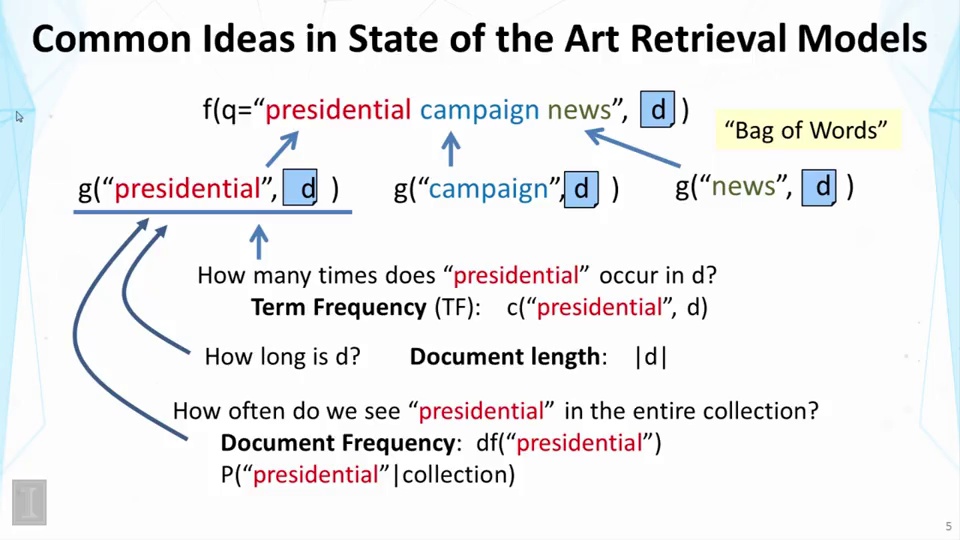 Common Ideas in State of the Art Retrieval Models
f(q=“presidential campaign news”, d )
“Bag of Words”
g(“presidential”, d ) g(“campaign”, d ) g(“news”, d )
How many times does “presidential” occur in d?
Term Frequency (TF): c(“presidential”, d)
How long is d? Document length: |d|
How often do we see “presidential” in the entire collection?
Document Frequency: df(“presidential”)
P(“presidential”|collection)
I
5